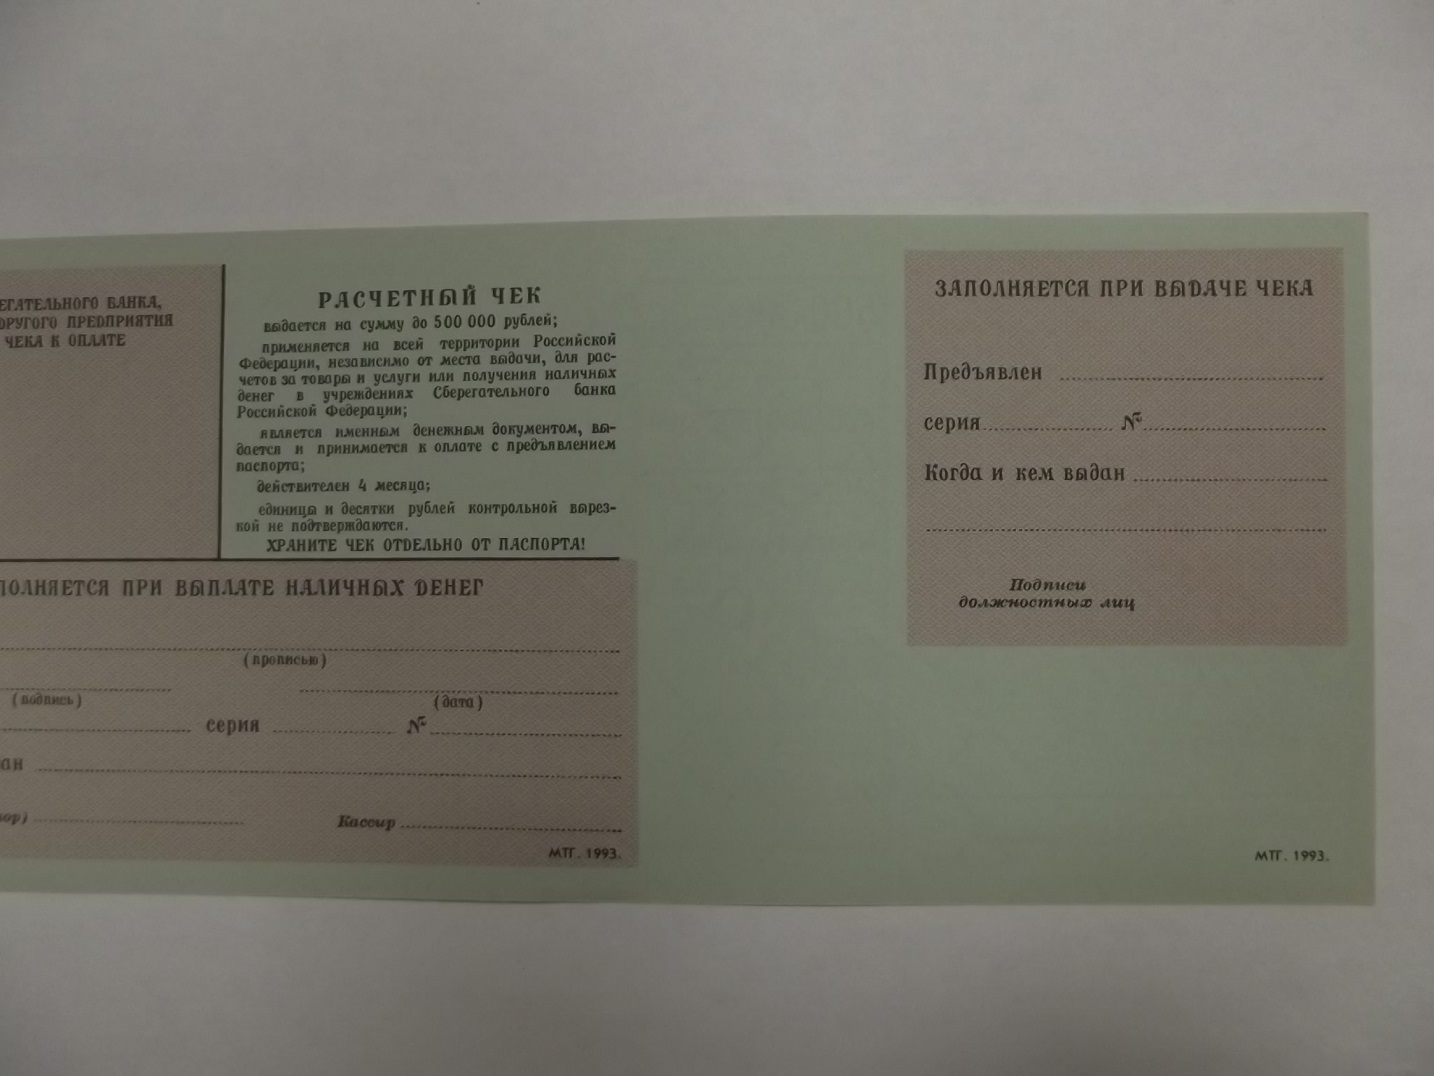 БАНКА,
ДРУГОГО ПРЕДПРИЯТИЯ
ЧЕКА К ОПЛАТЕ
РАСЧЕТНЫЙ ЧЕК
выдается на сумму до 500 000 рублей;
применяется на всей территории Российской
Федерации, независимо от места выдачи, для рас-
четов за товары и услуги или получения наличных
денег в учреждениях Сберегательного банка
Российской Федерации;
является именным денежным документом, вы-
дается и принимается к оплате с предъявлением
паспорта;
действителен 4 месяца;
единицы и десятки рублей контрольной вырез-
кой не подтверждаются.
ХРАНИТЕ ЧЕК ОТДЕЛЬНО ОТ ПАСПОРТА!
ПОЛНЯЕТСЯ ПРИ ВЫПЛАТЕ НАЛИЧНЫХ ДЕНЕГ
(прописью)
(подпись) (дата)
серия №
ан
ор) Кассир
МТГ. 1993.
ЗАПОЛНЯЕТСЯ ПРИ ВЫДАЧЕ ЧЕКА
Предъявлен
серия №
Когда и кем выдан
Подписи
должностных лиц
МТГ. 1993.